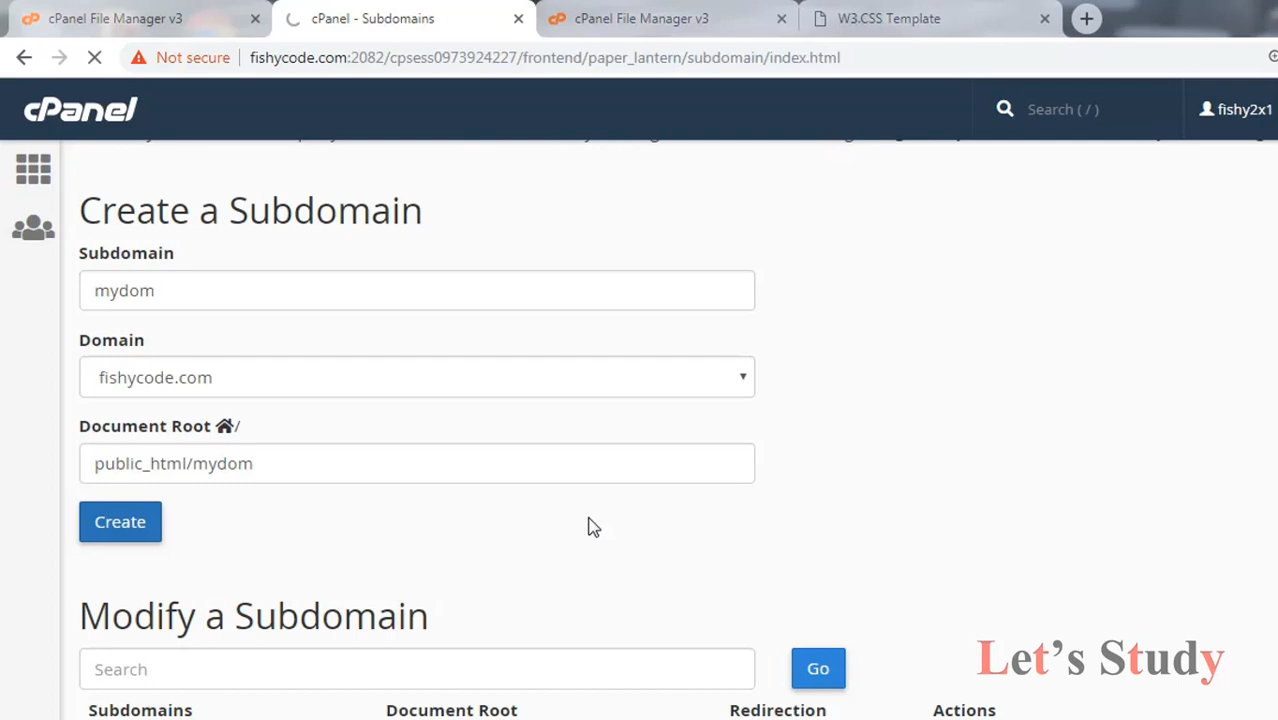 cPanel File Manager v3
cPanel - Subdomains
cPanel File Manager v3
W3.CSS Template
Not secure
fishycode.com:2082/cpsess0973924227/frontend/paper_lantern/subdomain/index.html
cPanel
Search ( / )
fishy2x1
Create a Subdomain
Subdomain
mydom
Domain
fishycode.com
Document Root /
public_html/mydom
Create
Modify a Subdomain
Search
Go
Let's Study
Subdomains Document Root Redirection Actions